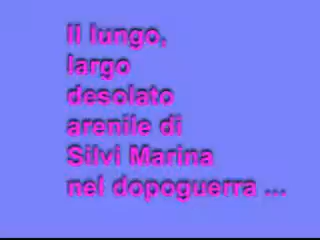 Il lungo,
largo
desolato
arenile di
Silvi Marina
nel dopoguerra ...